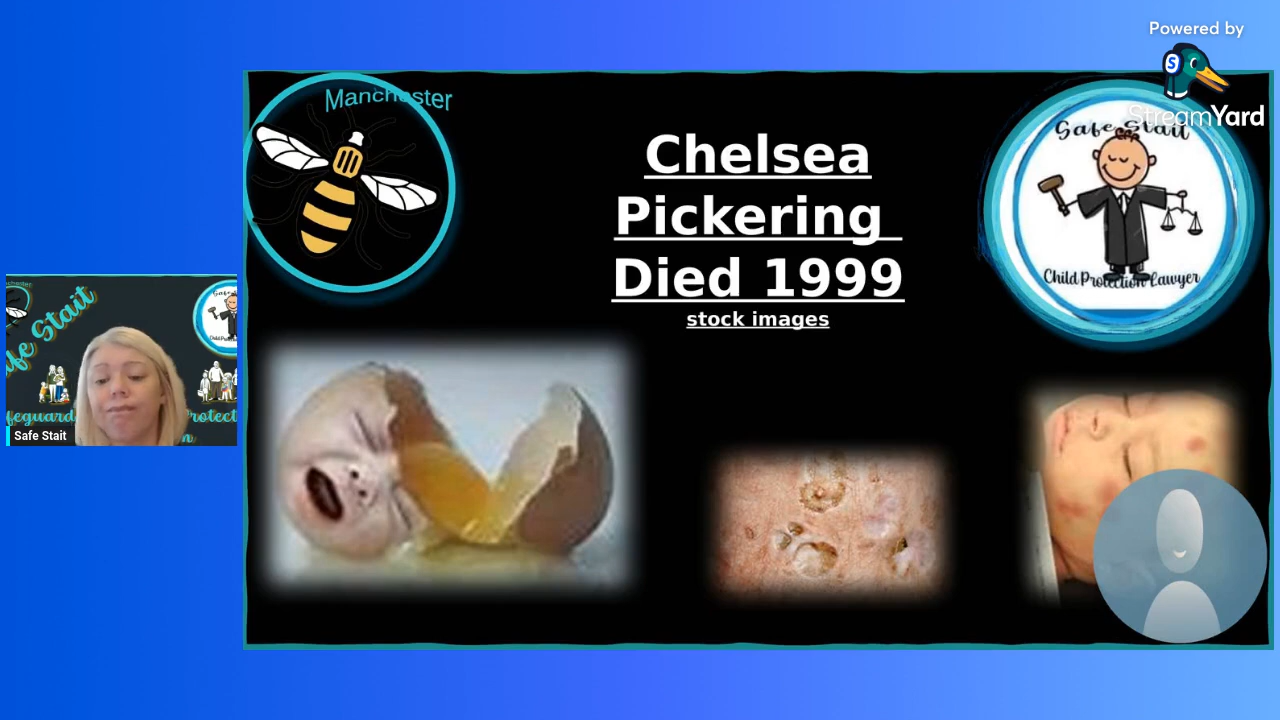 Powered by
StreamYard
Manchester
Safe Stait
Child Protection Lawyer
Chelsea
Pickering
Died 1999
stock images
Safe Stait